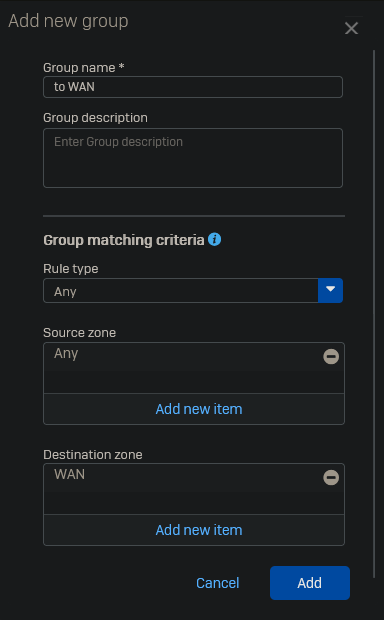 Add new group
Group name *
to WAN
Group description
Enter Group description
Group matching criteria
Rule type
Any
Source zone
Any
Add new item
Destination zone
WAN
Add new item
Cancel Add